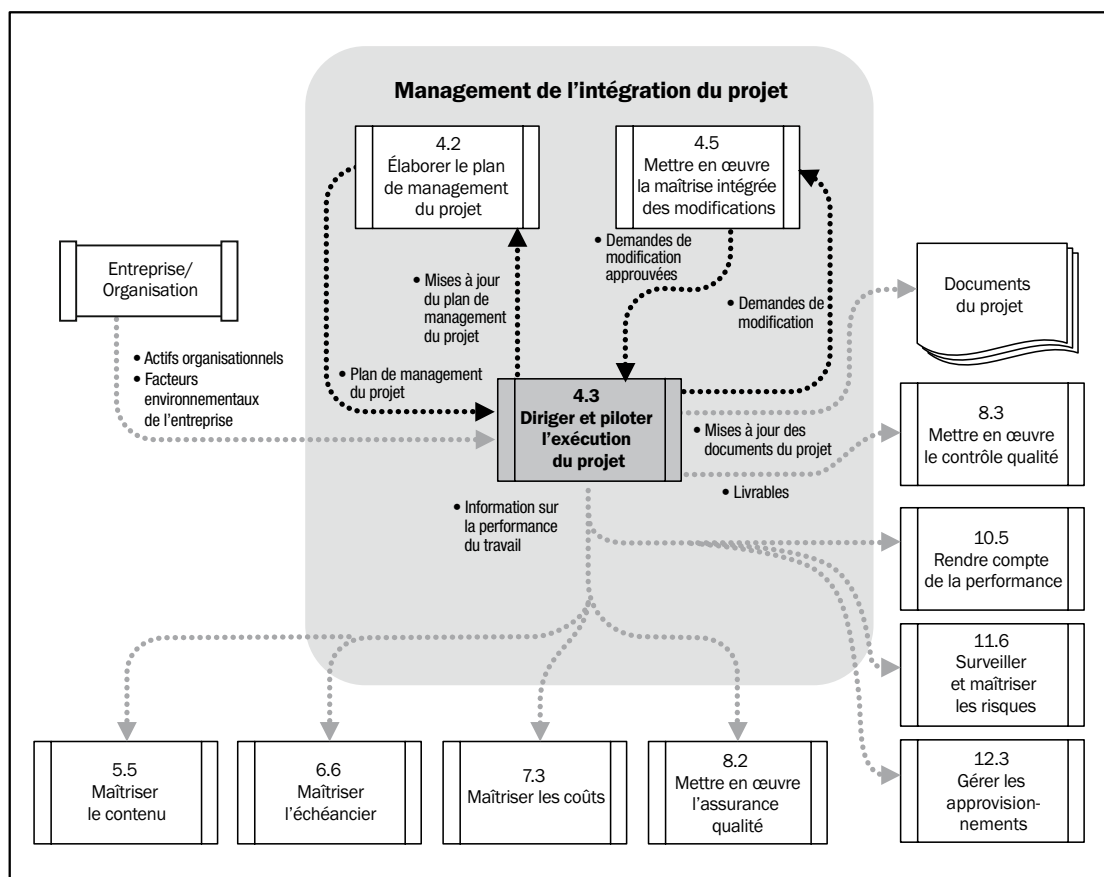 Management de l’intégration du projet
4.2
Élaborer le plan
de management
du projet
4.5
Mettre en œuvre
la maîtrise intégrée
des modifications
Entreprise/
Organisation
• Actifs organisationnels
• Facteurs
environnementaux
de l’entreprise
• Mises à jour
du plan de
management
du projet
• Plan de management
du projet
• Demandes de
modification
approuvées
• Demandes de
modification
Documents
du projet
4.3
Diriger et piloter
l’exécution
du projet
• Mises à jour des
documents du projet
• Livrables
• Information sur
la performance
du travail
8.3
Mettre en œuvre
le contrôle qualité
10.5
Rendre compte
de la performance
11.6
Surveiller
et maîtriser
les risques
12.3
Gérer les
approvision-
nements
5.5
Maîtriser
le contenu
6.6
Maîtriser
l’échéancier
7.3
Maîtriser les coûts
8.2
Mettre en œuvre
l’assurance
qualité